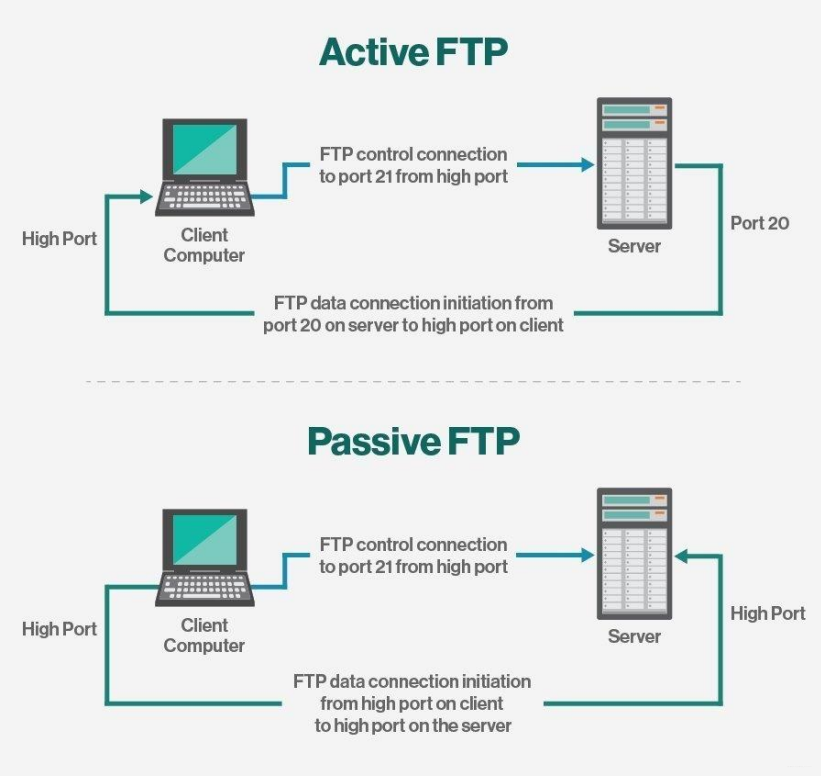 Active FTP
FTP control connection
to port 21 from high port
High Port
Client
Computer
Server
Port 20
FTP data connection initiation from
port 20 on server to high port on client
Passive FTP
FTP control connection
to port 21 from high port
High Port
Client
Computer
Server
High Port
FTP data connection initiation
from high port on client
to high port on the server